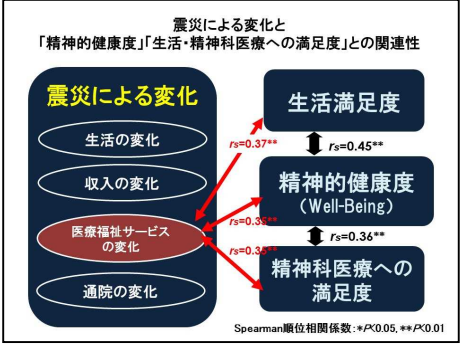 震災による変化と
「精神的健康度」「生活・精神科医療への満足度」との関連性
震災による変化
生活の変化
収入の変化
医療福祉サービス
の変化
通院の変化
生活満足度
rs=0.37**
rs=0.45**
精神的健康度
(Well-Being)
rs=0.36**
精神科医療への
満足度
Spearman順位相関係数:*P<0.05, **P<0.01